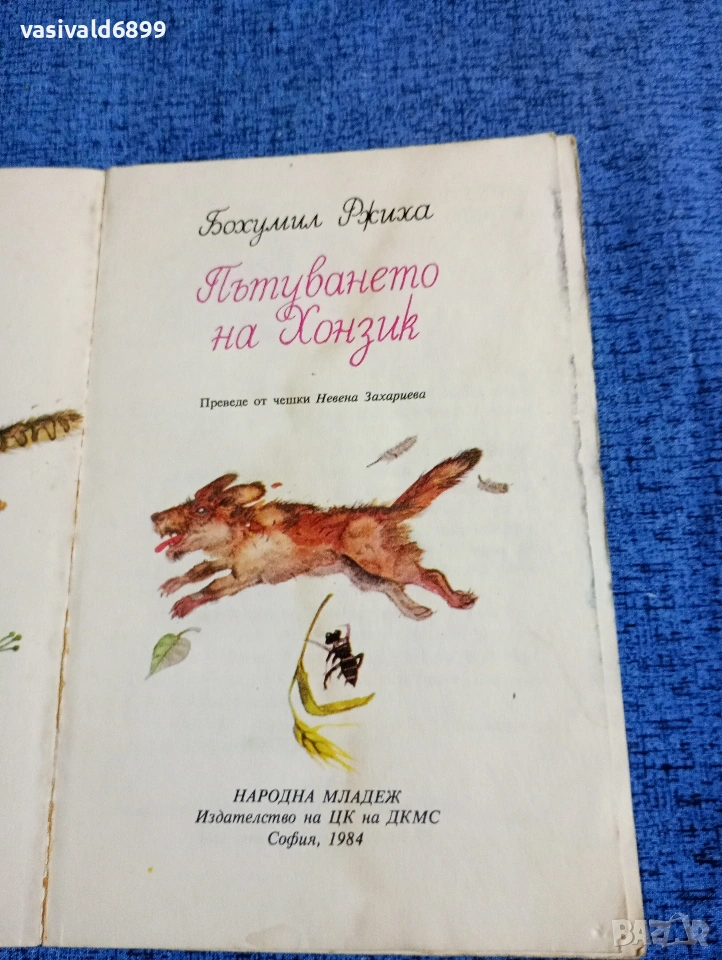 vasivald6899
Бохумил Ржиха
Пътуването
на Хонзик
Преведе от чешки Невена Захариева
НАРОДНА МЛАДЕЖ
Издателство на ЦК на ДКМС
София, 1984
BAZAR